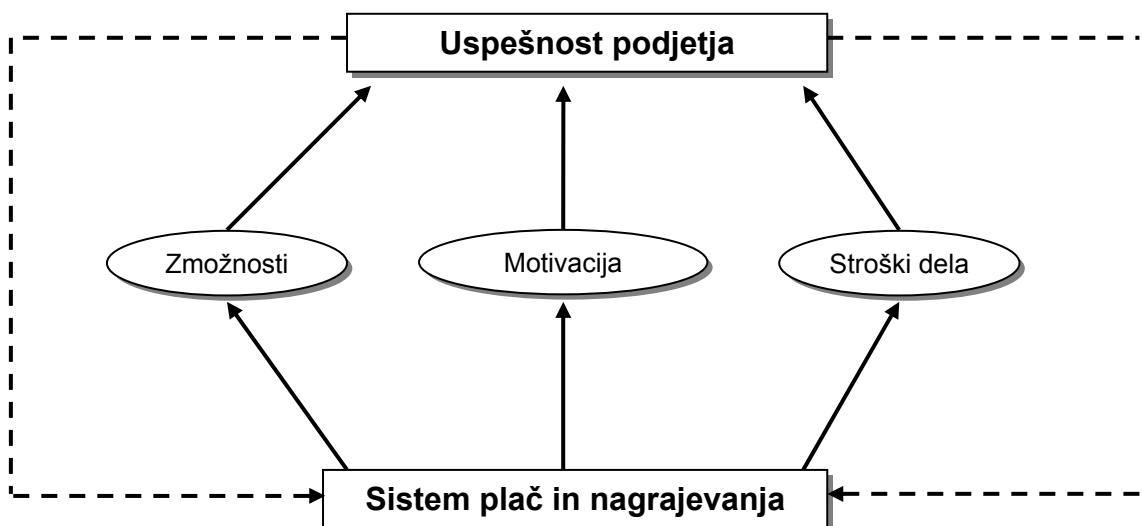 Uspešnost podjetja
Zmožnosti
Motivacija
Stroški dela
Sistem plač in nagrajevanja